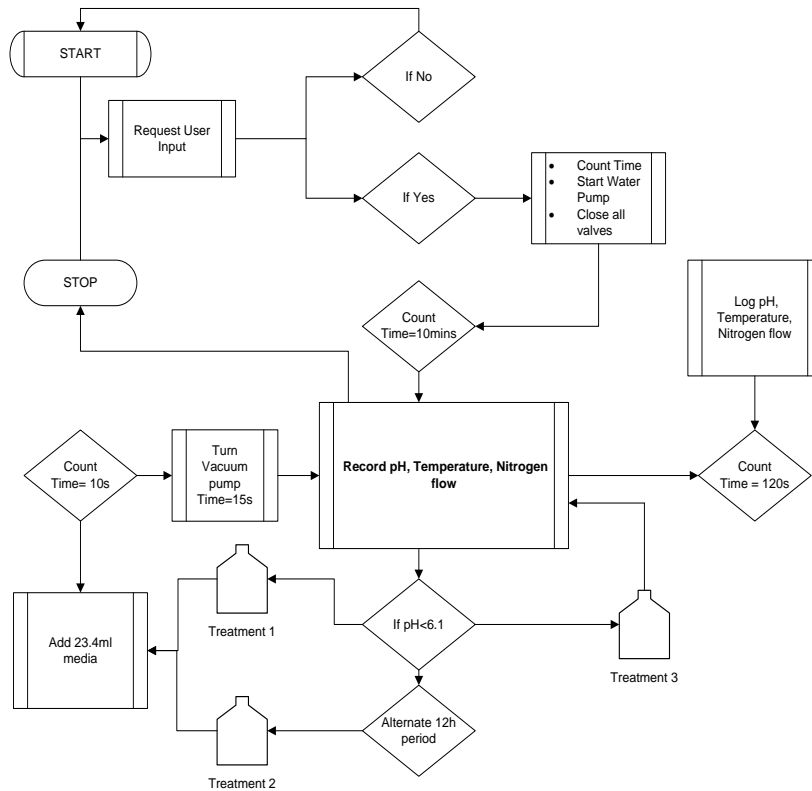 START
If No
Request User
Input
If Yes
• Count Time
• Start Water
Pump
• Close all
valves
STOP
Count
Time=10mins
Log pH,
Temperature,
Nitrogen flow
Count
Time= 10s
Turn
Vacuum
pump
Time=15s
Record pH, Temperature, Nitrogen
flow
Count
Time = 120s
Add 23.4ml
media
Treatment 1
If pH<6.1
Treatment 3
Alternate 12h
period
Treatment 2